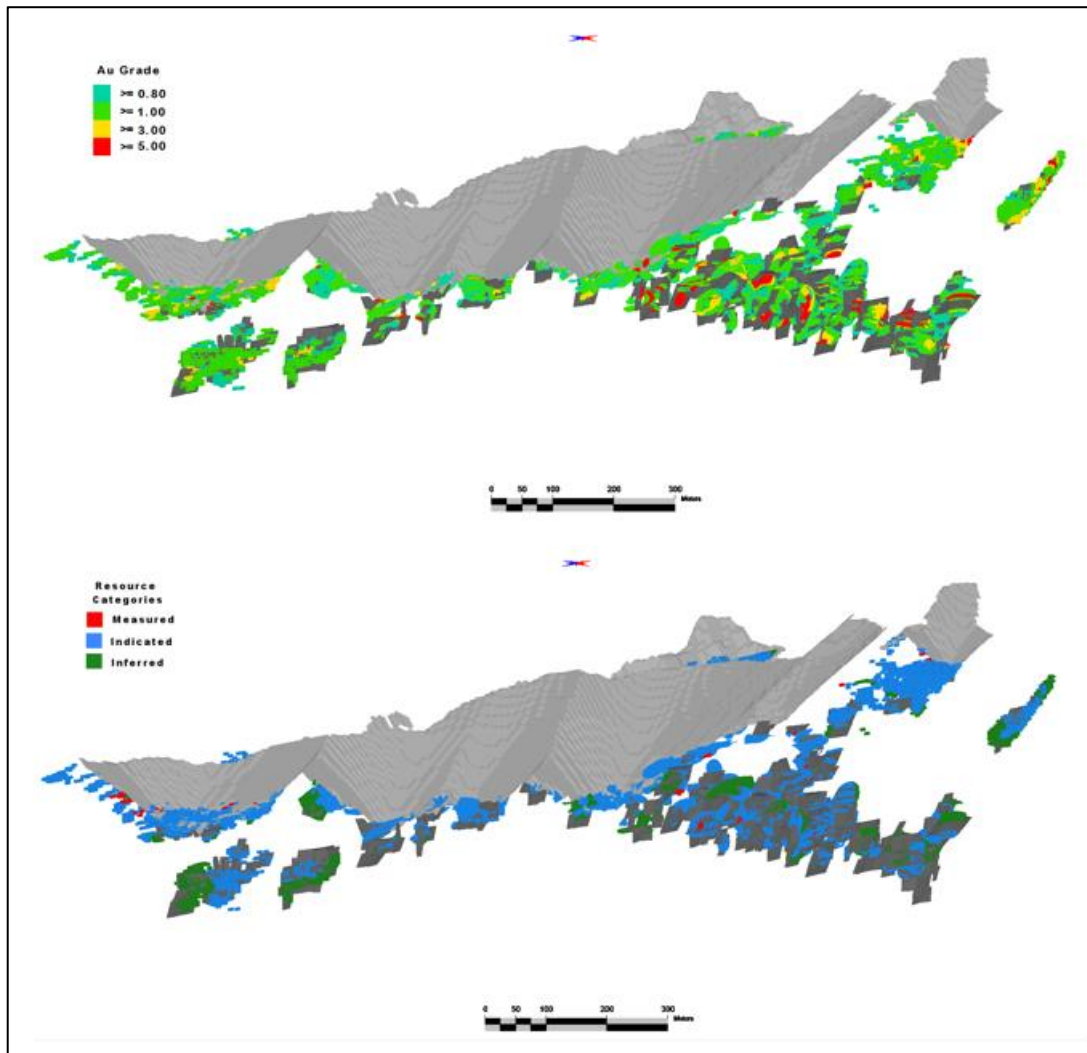 Au Grade
>= 0.80
>= 1.00
>= 3.00
>= 5.00
0 50 100 200 300 Meters
Resource
Categories
Measured
Indicated
Inferred
0 50 100 200 300 Meters